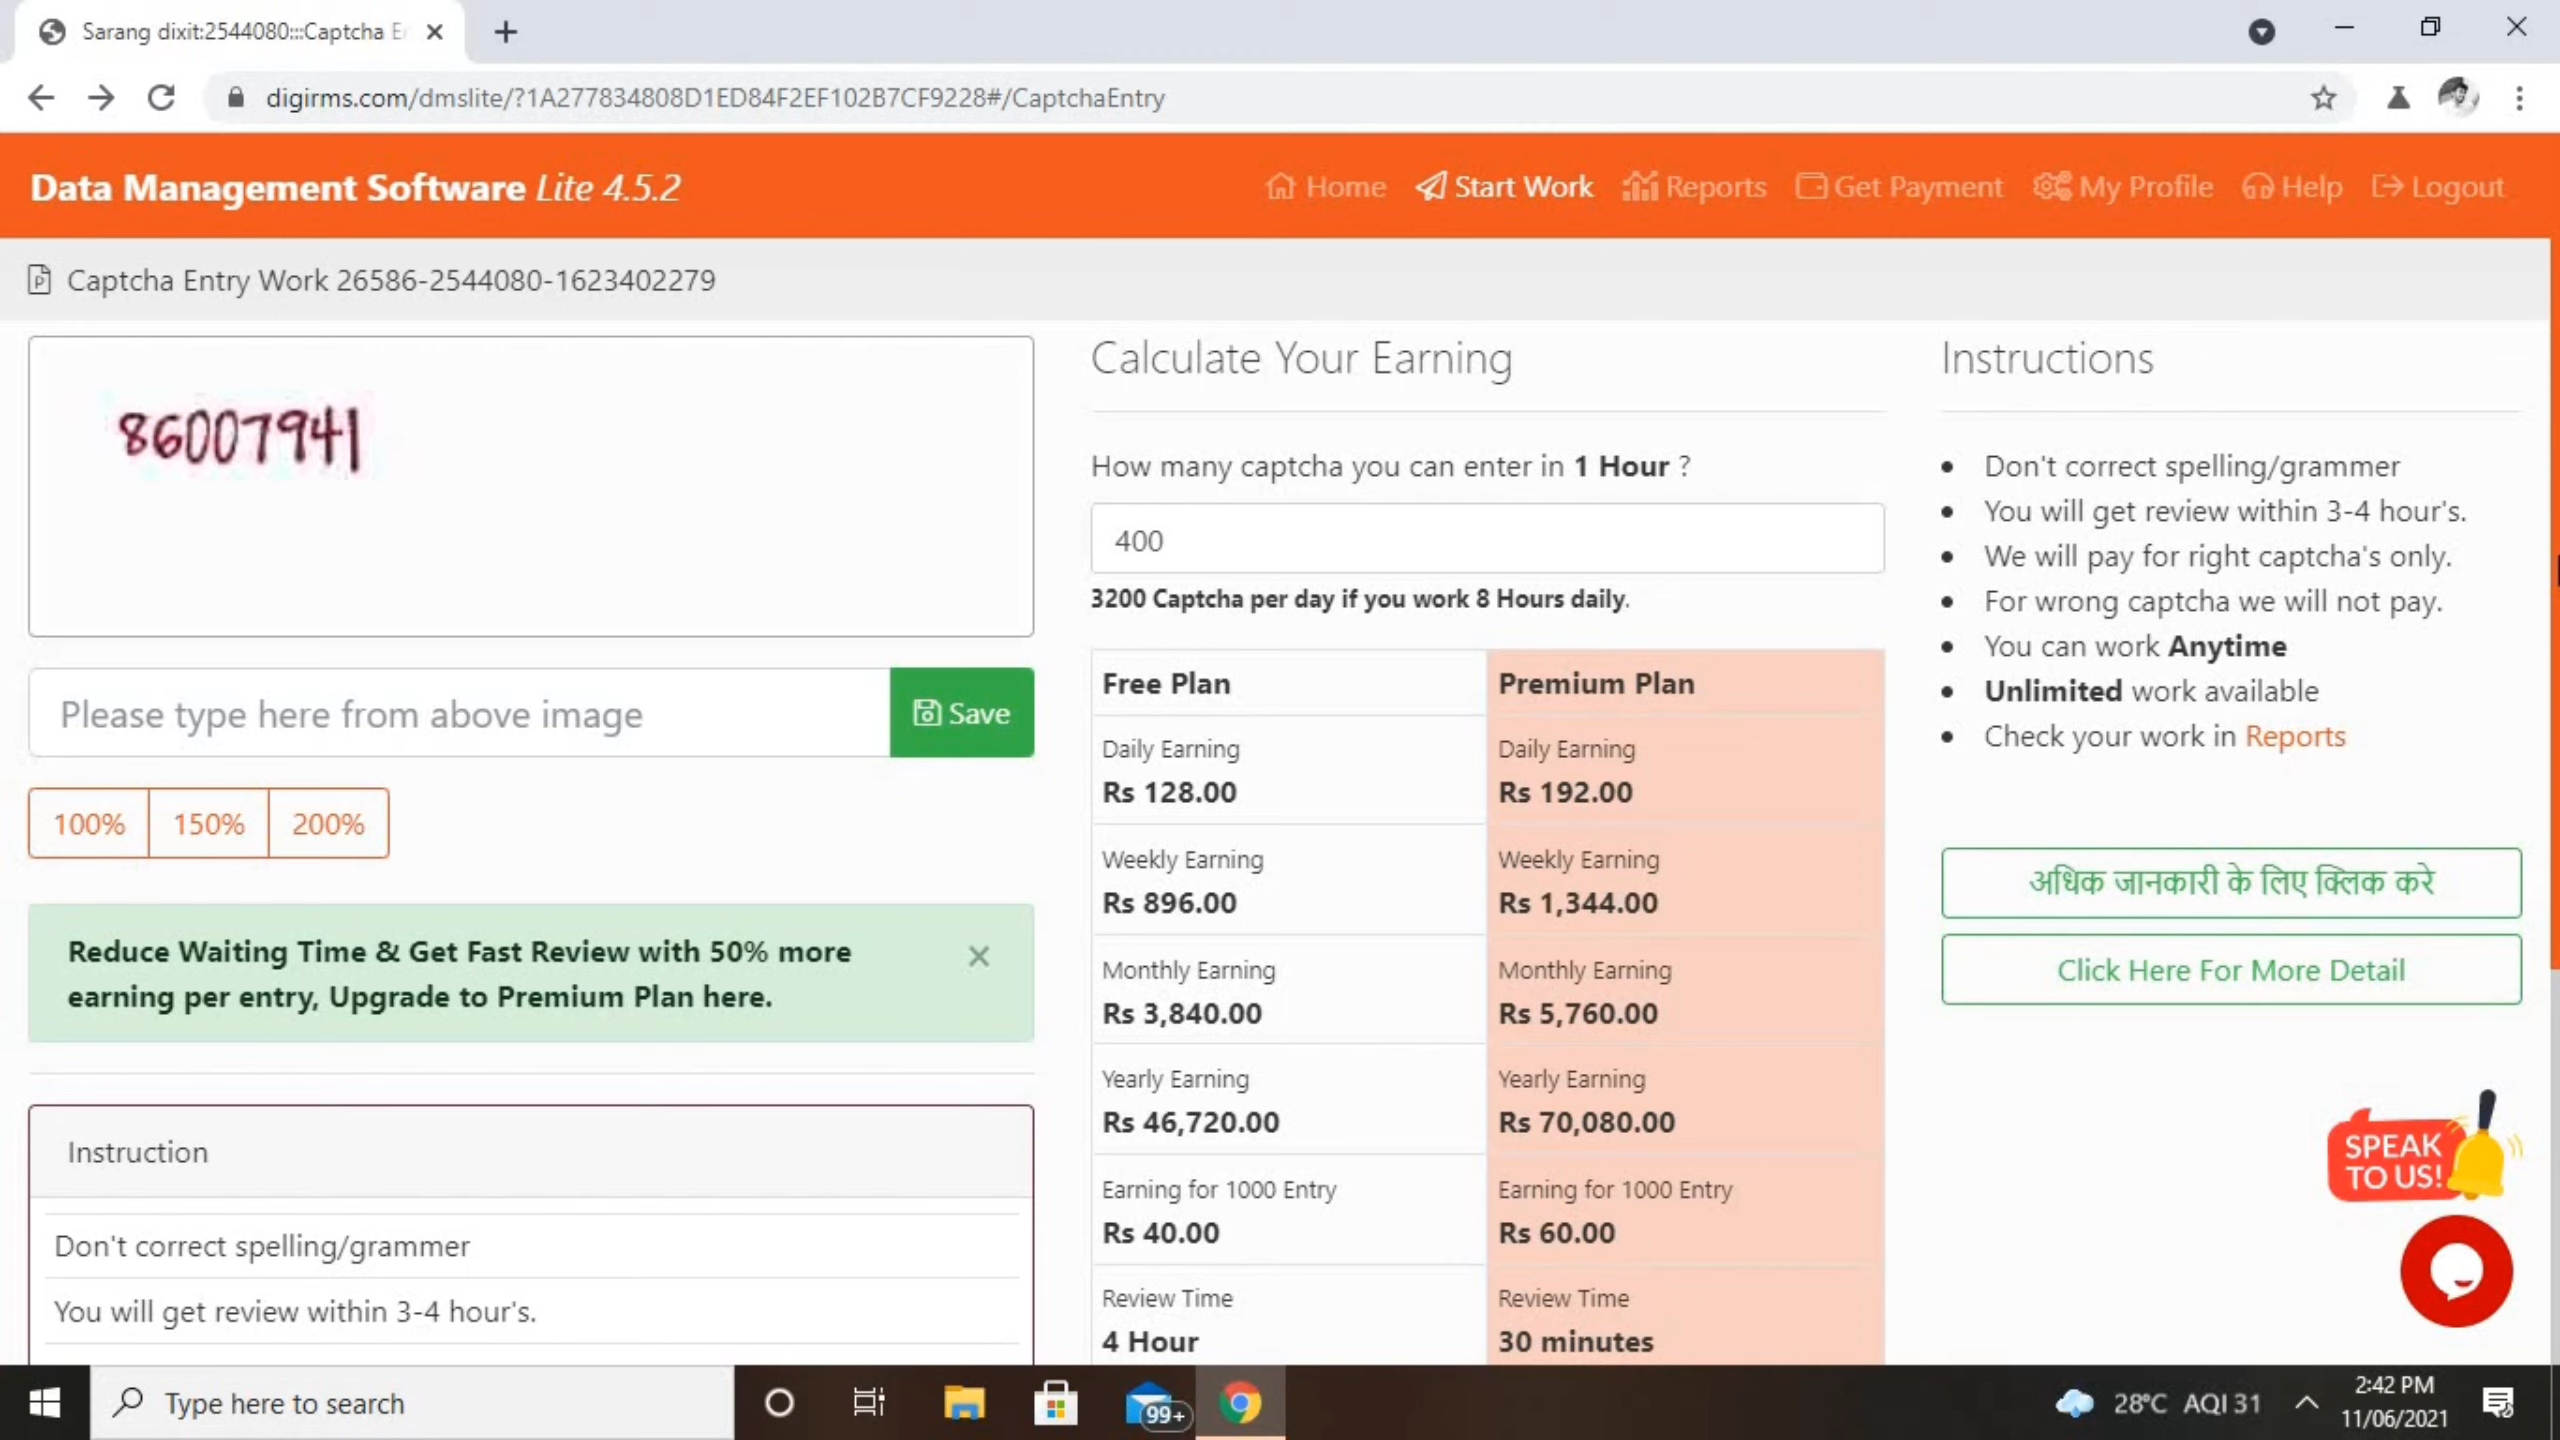 Sarang dixit:2544080:::Captcha E
digirms.com/dmslite/?1A277834808D1ED84F2EF102B7CF9228#/CaptchaEntry
Data Management Software Lite 4.5.2
Home Start Work Reports Get Payment My Profile Help Logout
Captcha Entry Work 26586-2544080-1623402279
86007941
Please type here from above image
Save
100% 150% 200%
Reduce Waiting Time & Get Fast Review with 50% more
earning per entry, Upgrade to Premium Plan here.
×
Instruction
Don't correct spelling/grammer
You will get review within 3-4 hour's.
Calculate Your Earning
How many captcha you can enter in 1 Hour ?
400
3200 Captcha per day if you work 8 Hours daily.
Free Plan Premium Plan
Daily Earning Daily Earning
Rs 128.00 Rs 192.00
Weekly Earning Weekly Earning
Rs 896.00 Rs 1,344.00
Monthly Earning Monthly Earning
Rs 3,840.00 Rs 5,760.00
Yearly Earning Yearly Earning
Rs 46,720.00 Rs 70,080.00
Earning for 1000 Entry Earning for 1000 Entry
Rs 40.00 Rs 60.00
Review Time Review Time
4 Hour 30 minutes
Instructions
Don't correct spelling/grammer
You will get review within 3-4 hour's.
We will pay for right captcha's only.
For wrong captcha we will not pay.
You can work Anytime
Unlimited work available
Check your work in Reports
अधिक जानकारी के लिए क्लिक करे
Click Here For More Detail
SPEAK
TO US!
Type here to search
99+
28°C AQI 31
2:42 PM
11/06/2021